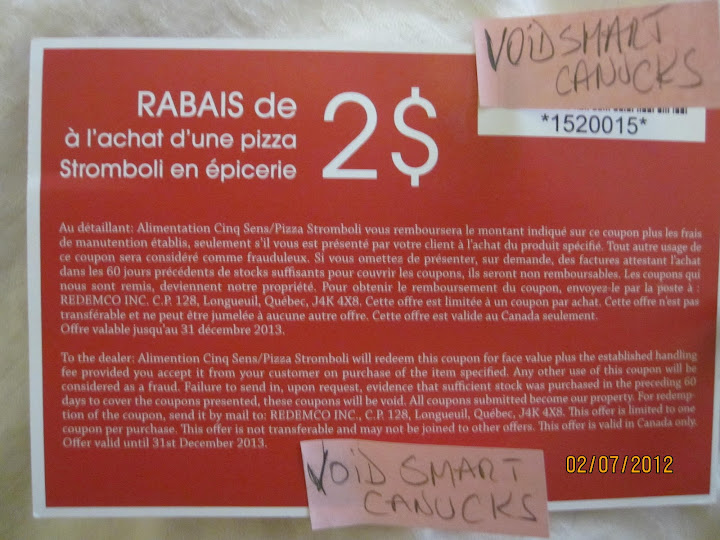 VOID SMART
CANUCKS
*1520015*
RABAIS de
à l'achat d'une pizza
Stromboli en épicerie
2$
Au détaillant: Alimentation Cinq Sens/Pizza Stromboli vous remboursera le montant indiqué sur ce coupon plus les frais
de manutention établis, seulement s'il vous est présenté par votre client à l'achat du produit spécifié. Tout autre usage de
ce coupon sera considéré comme frauduleux. Si vous omettez de présenter, sur demande, des factures attestant l'achat
dans les 60 jours précédents de stocks suffisants pour couvrir les coupons, ils seront non remboursables. Les coupons qui
nous sont remis, deviennent notre propriété. Pour obtenir le remboursement du coupon, envoyez-le par la poste à :
REDEMCO INC. C.P. 128, Longueuil, Québec, J4K 4X8. Cette offre est limitée à un coupon par achat. Cette offre n'est pas
transférable et ne peut être jumelée à aucune autre offre. Cette offre est valide au Canada seulement.
Offre valable jusqu'au 31 décembre 2013.
To the dealer: Alimention Cinq Sens/Pizza Stromboli will redeem this coupon for face value plus the established handling
fee provided you accept it from your customer on purchase of the item specified. Any other use of this coupon will be
considered as a fraud. Failure to send in, upon request, evidence that sufficient stock was purchased in the preceding 60
days to cover the coupons presented, these coupons will be void. All coupons submitted become our property. For redemp-
tion of the coupon, send it by mail to: REDEMCO INC., C.P. 128, Longueuil, Québec, J4K 4X8. This offer is limited to one
coupon per purchase. This offer is not transferable and may not be joined to other offers. This offer is valid in Canada only.
Offer valid until 31st December 2013.
VOID SMART
CANUCKS
02/07/2012